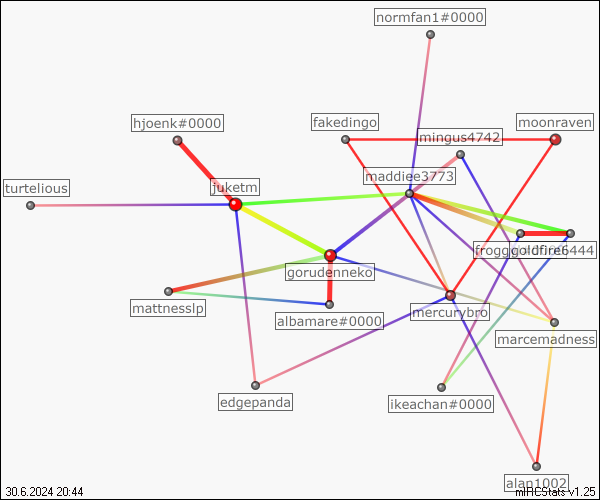 normfan1#0000
hjoenk#0000
fakedingo
moonraven
mingus4742
turtelious
juketm
maddiee3773
goldfire6444
gorudenneko
mattnesslp
albamare#0000
mercurybro
marcemadness
edgepanda
ikeachan#0000
alan1002
30.6.2024 20:44
mIRCStats v1.25